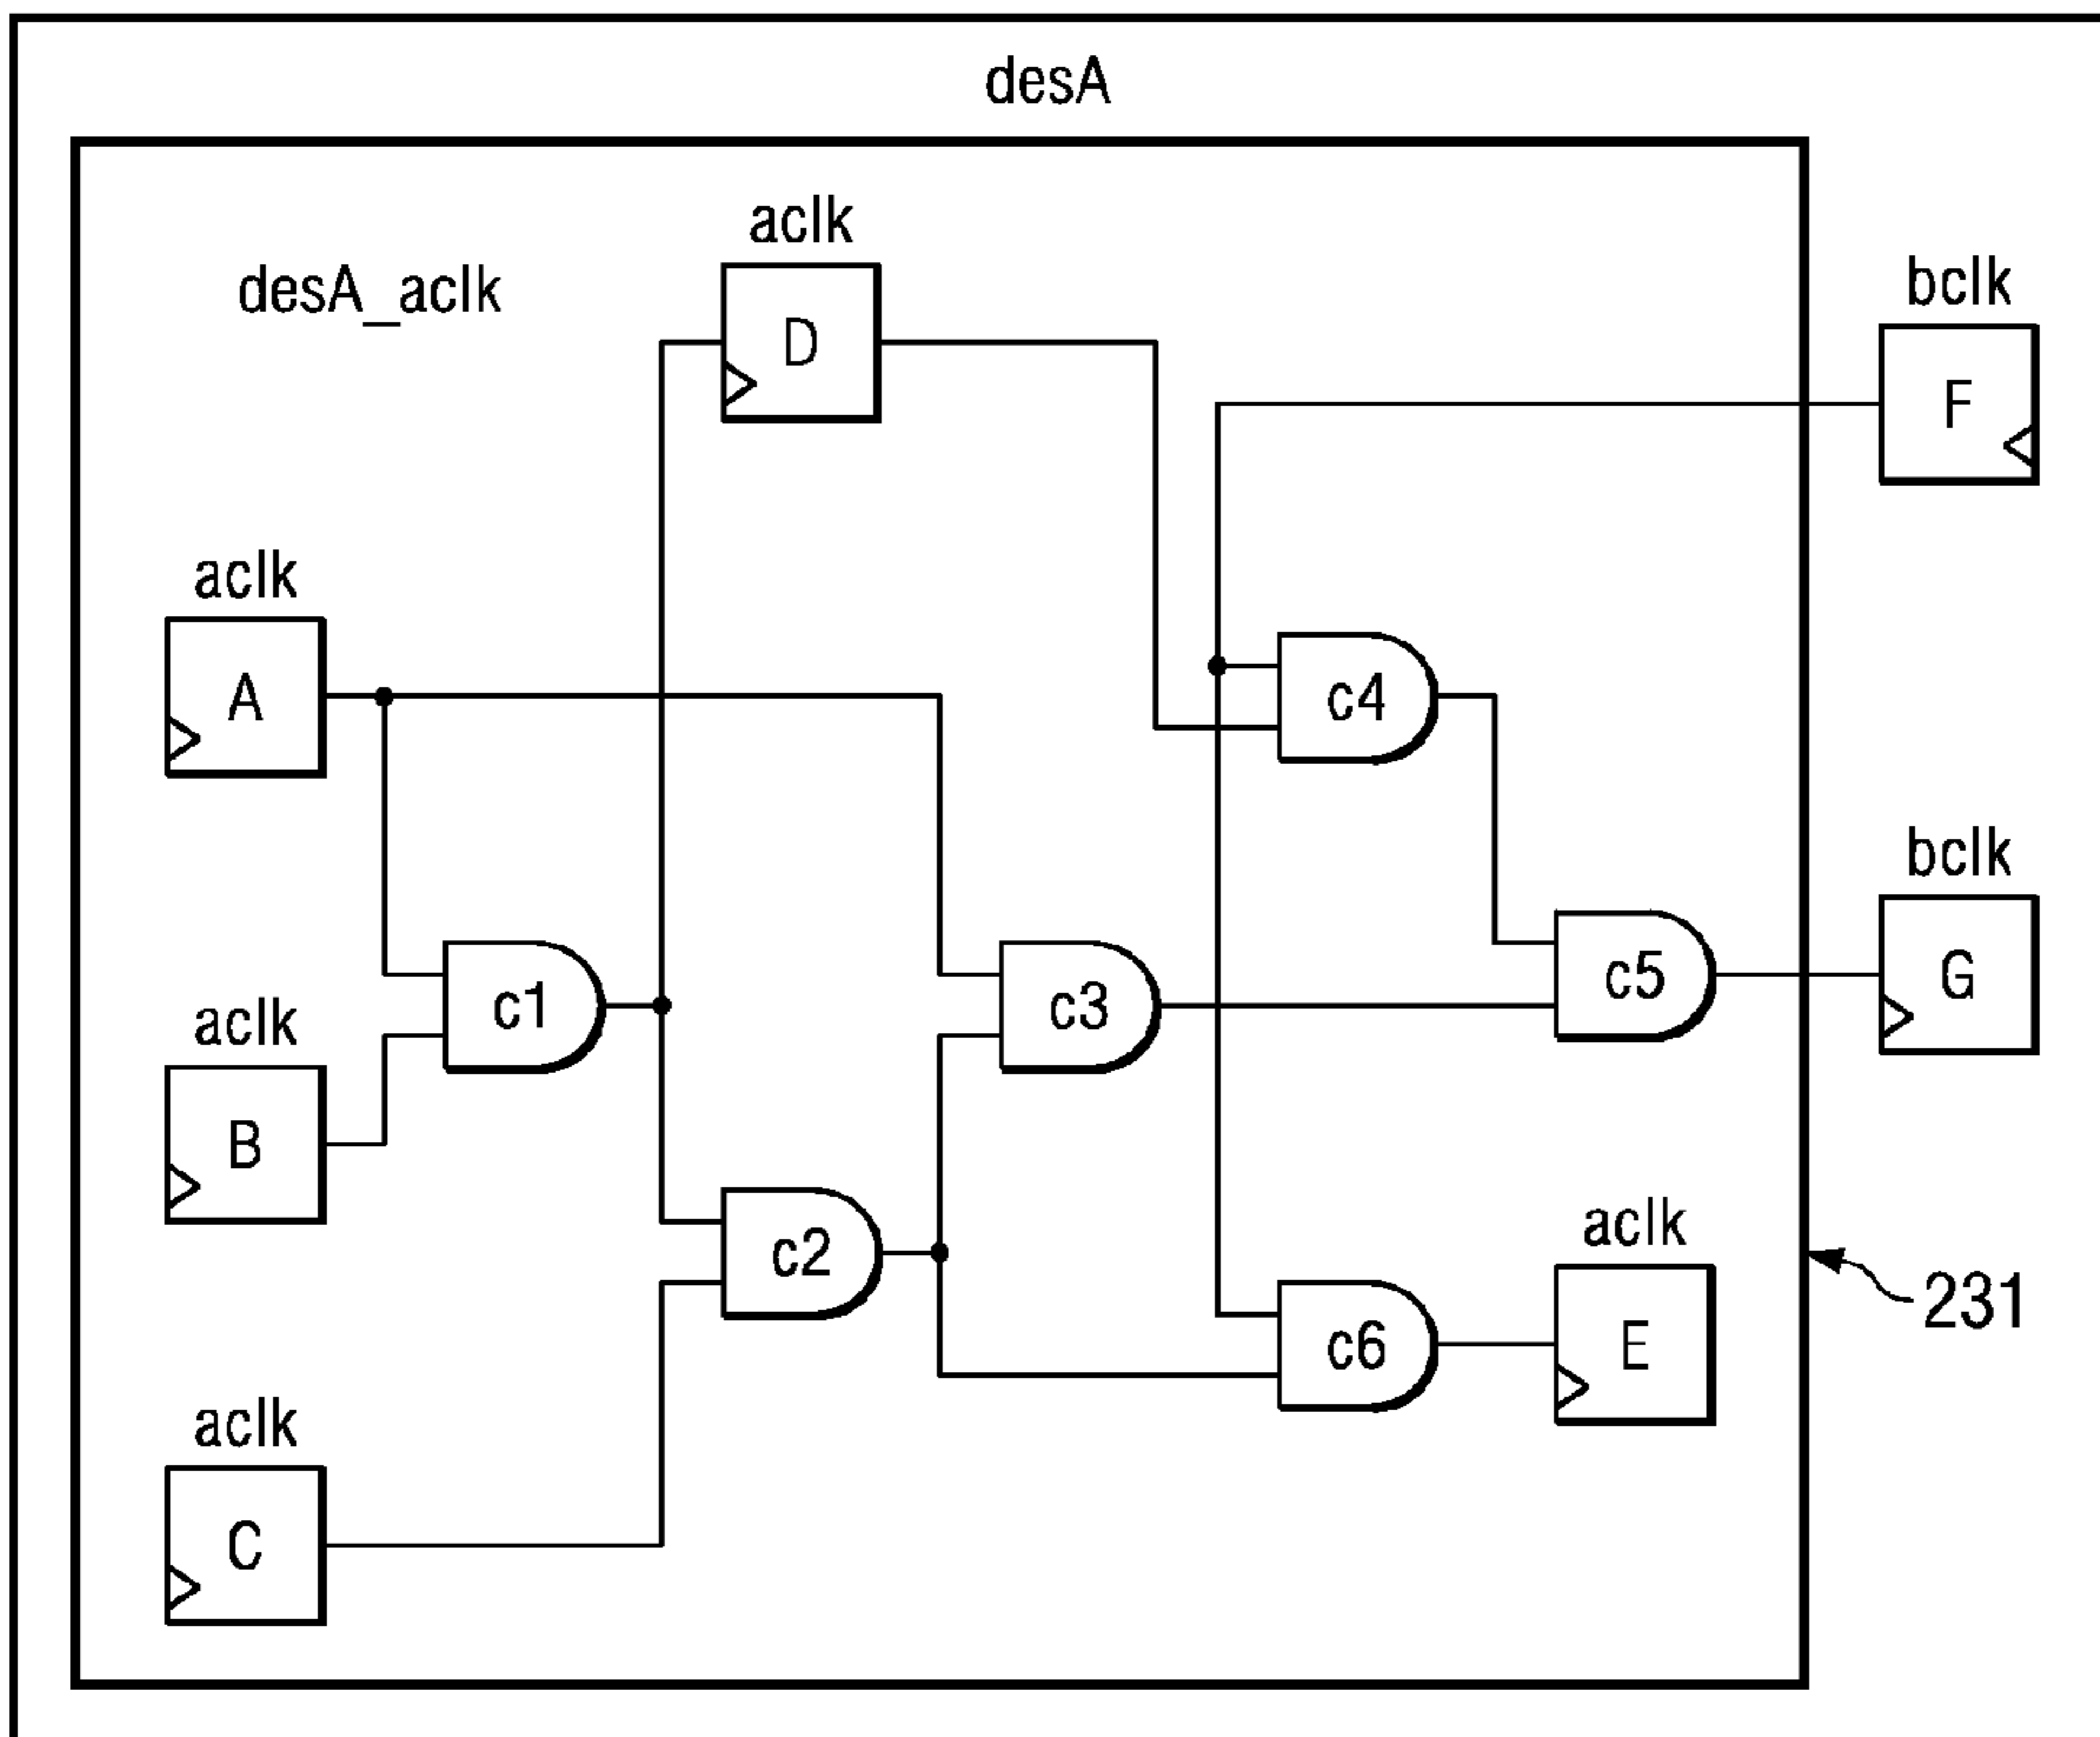 desA
aclk
desA_aclk
D
bclk
F
aclk
A
c4
bclk
c5
G
aclk
c1
c3
B
aclk
c2
231
c6
E
aclk
C